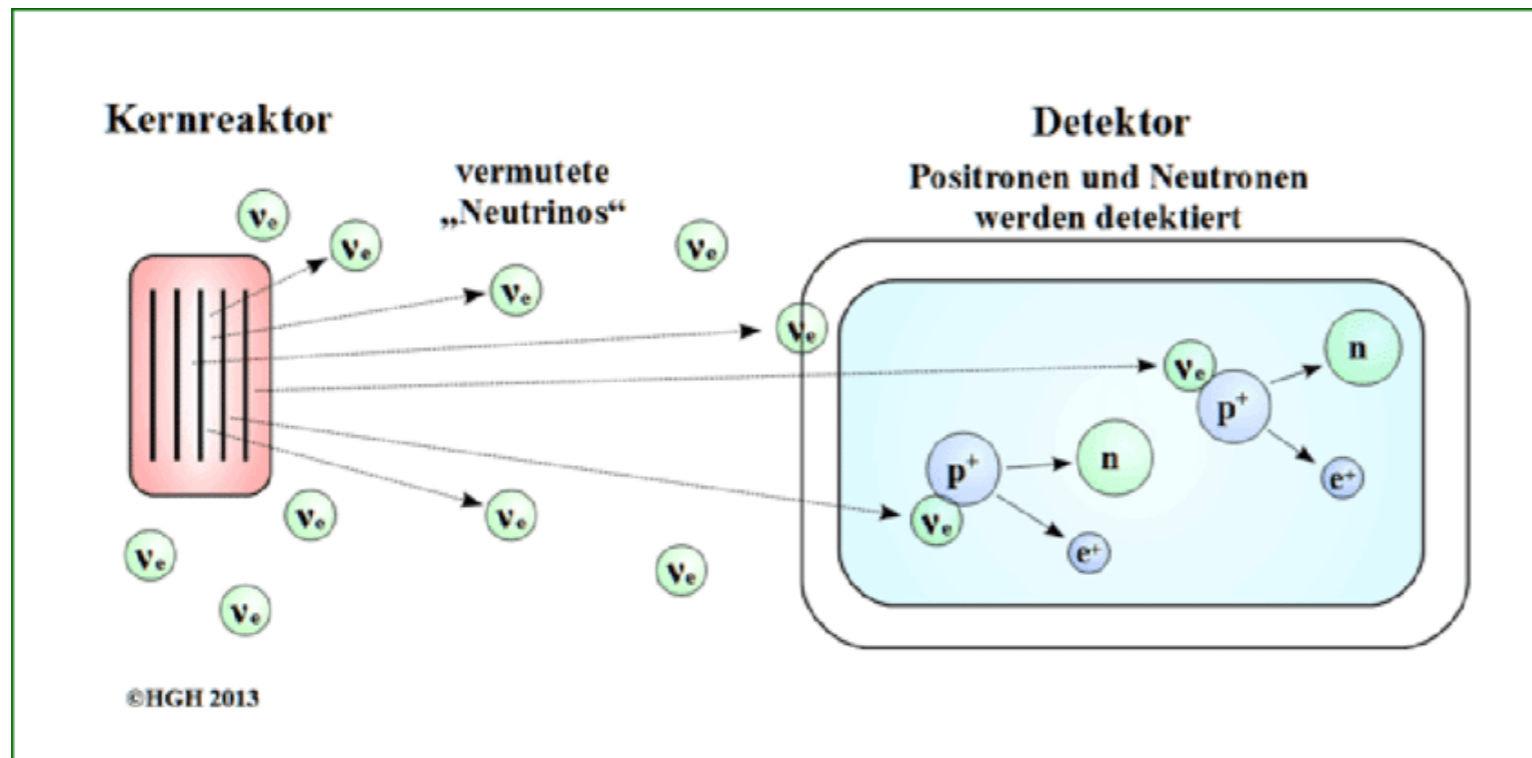 Kernreaktor
vermutete
„Neutrinos“
Detektor
Positronen und Neutronen
werden detektiert
νe
νe
νe
νe
νe
νe
n
νe
p⁺
n
p⁺
e⁺
νe
νe
νe
e⁺
νe
νe
νe
©HGH 2013